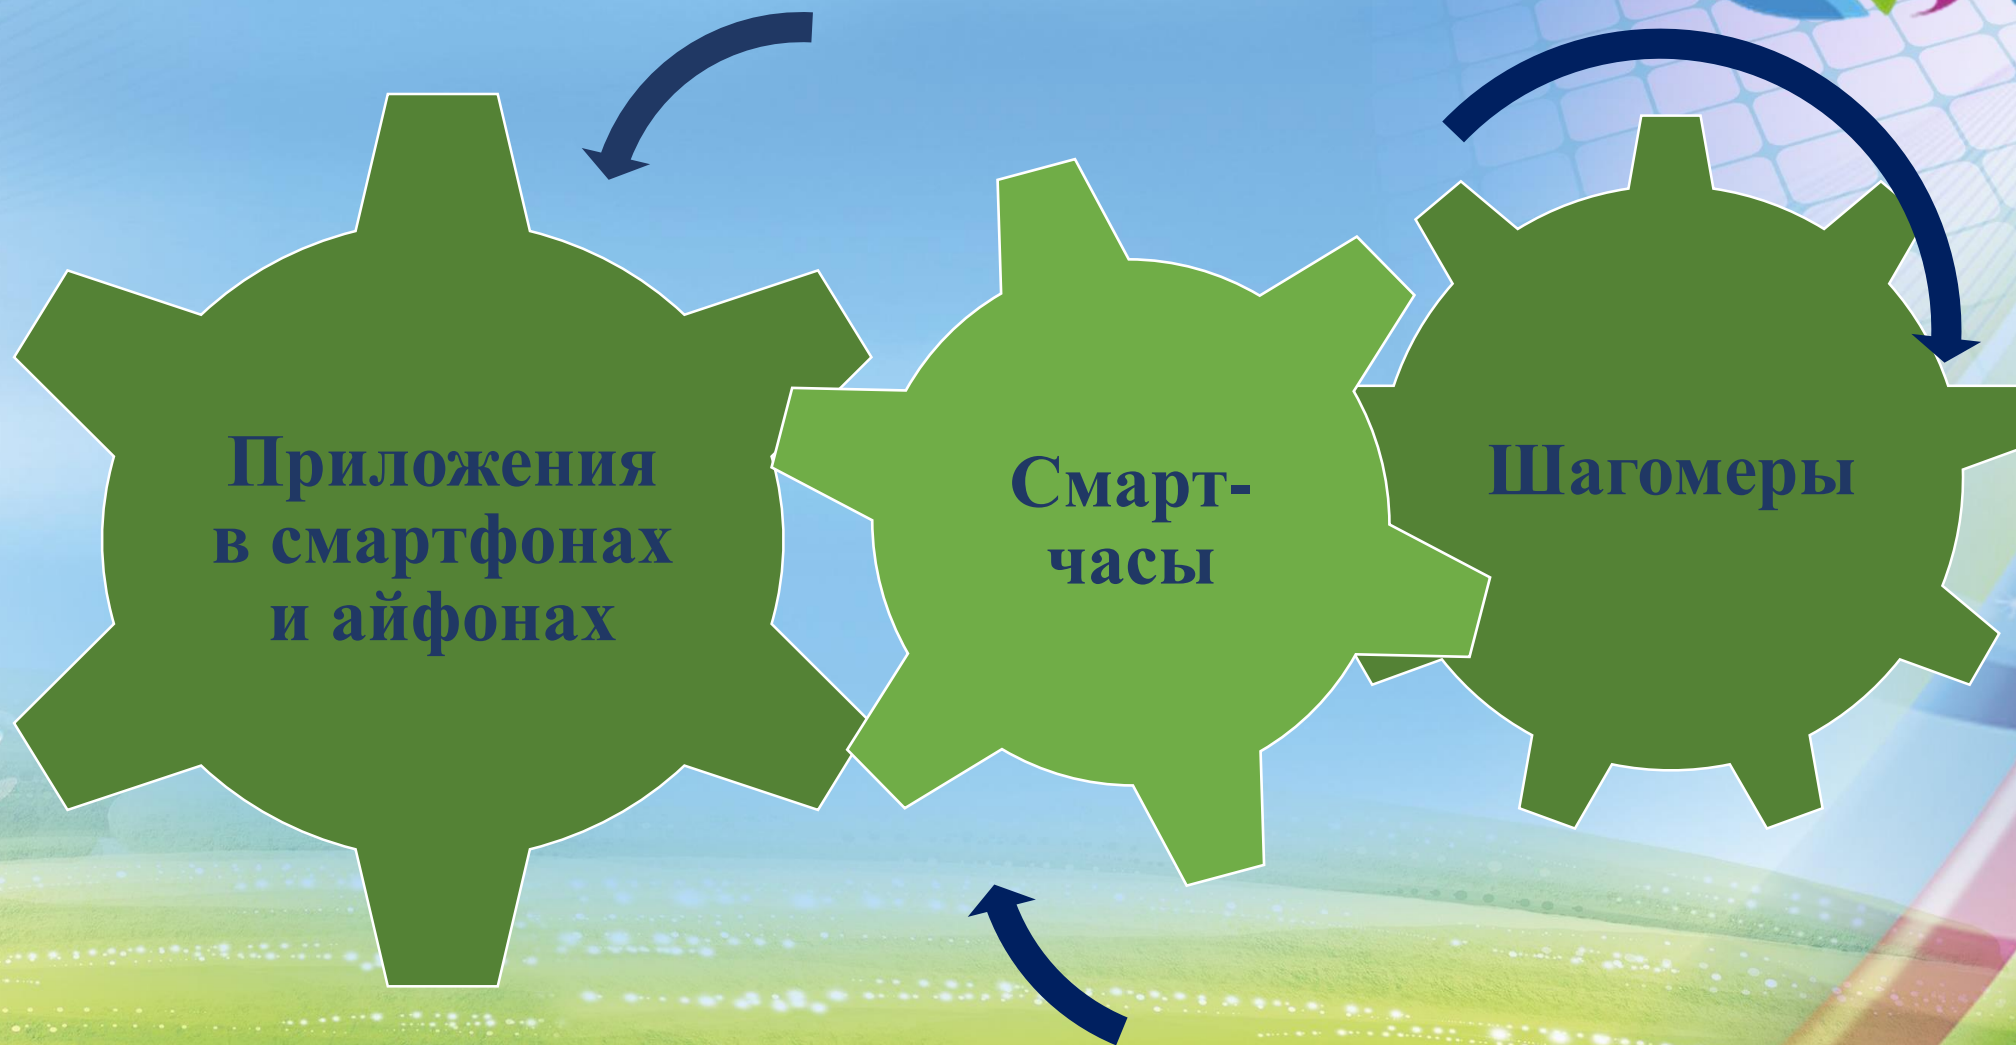 Приложения
в смартфонах
и айфонах
Смарт-
часы
Шагомеры